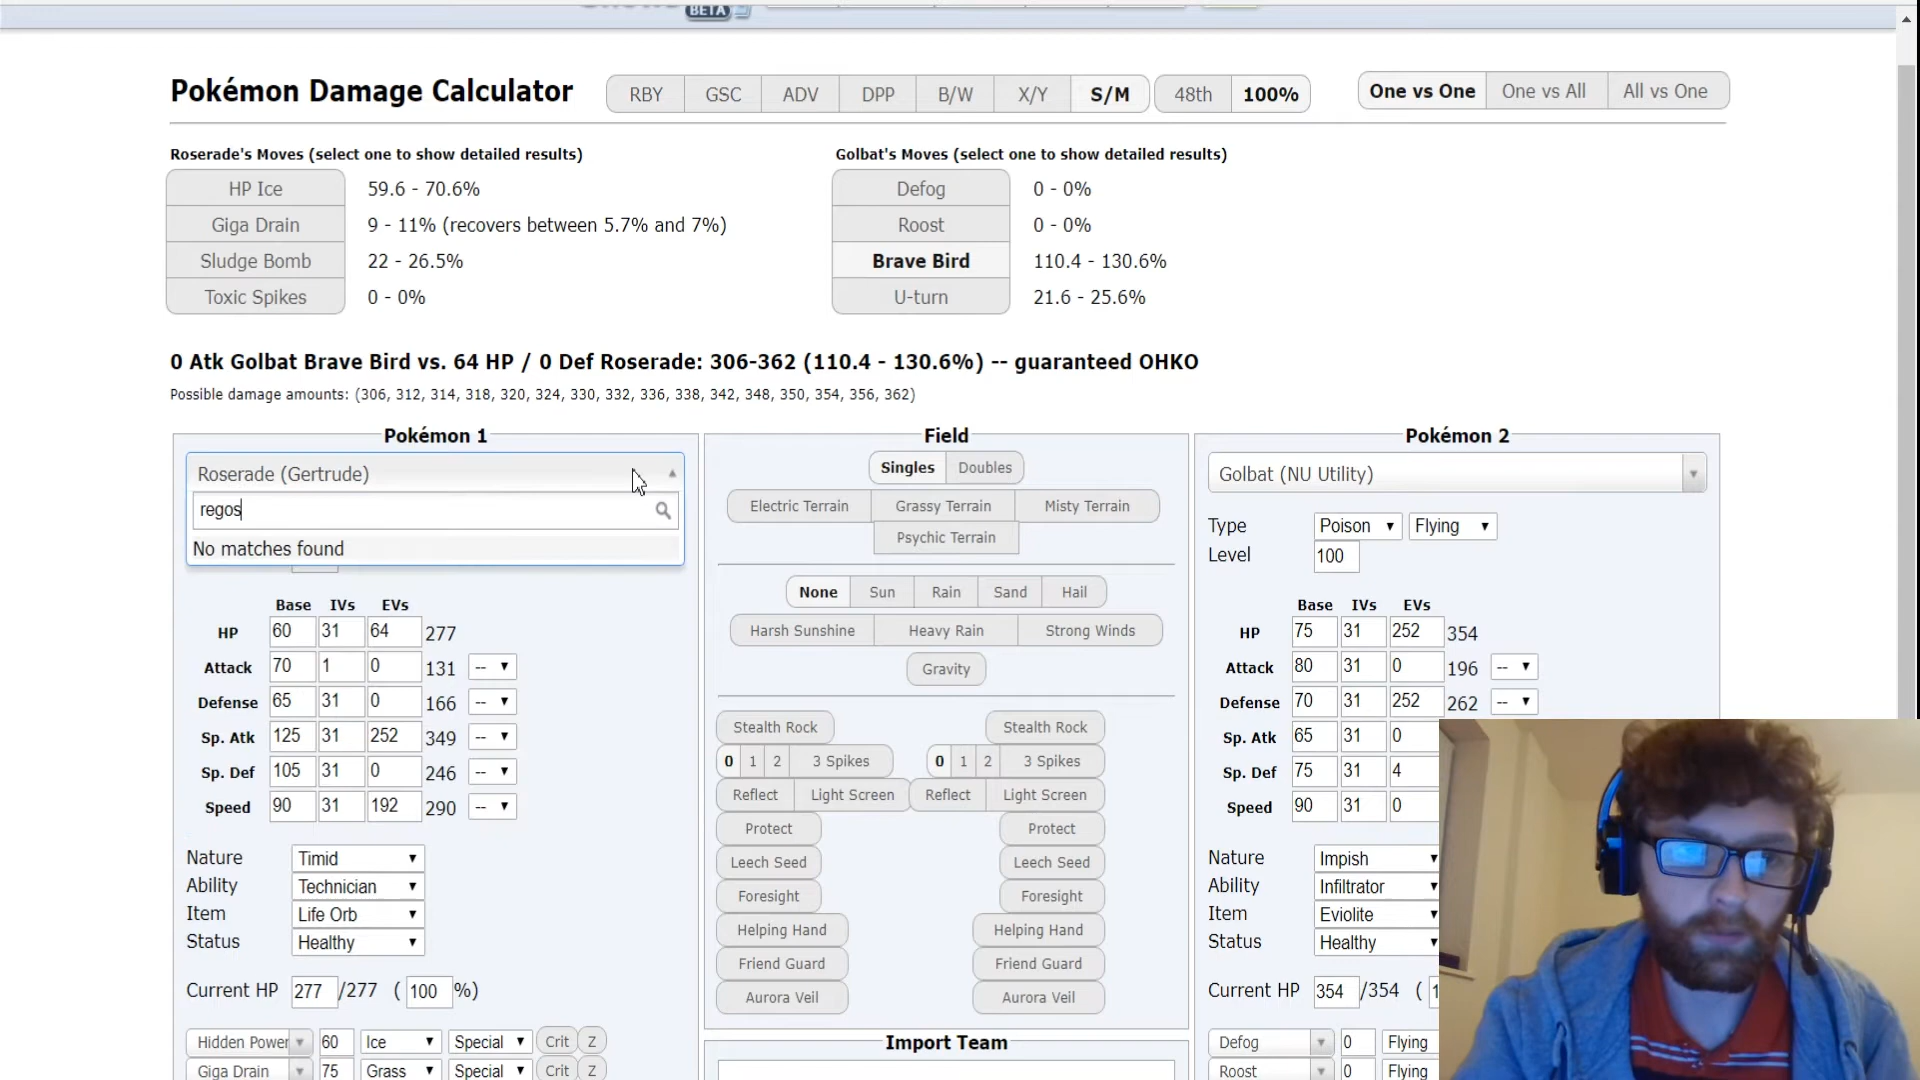 BETA
Pokémon Damage Calculator RBY GSC ADV DPP B/W X/Y S/M 48th 100% One vs One One vs All All vs One
Roserade's Moves (select one to show detailed results) Golbat's Moves (select one to show detailed results)
HP Ice 59.6 - 70.6% Defog 0 - 0%
Giga Drain 9 - 11% (recovers between 5.7% and 7%) Roost 0 - 0%
Sludge Bomb 22 - 26.5% Brave Bird 110.4 - 130.6%
Toxic Spikes 0 - 0% U-turn 21.6 - 25.6%
0 Atk Golbat Brave Bird vs. 64 HP / 0 Def Roserade: 306-362 (110.4 - 130.6%) -- guaranteed OHKO
Possible damage amounts: (306, 312, 314, 318, 320, 324, 330, 332, 336, 338, 342, 348, 350, 354, 356, 362)
Pokémon 1 Field Pokémon 2
Roserade (Gertrude) Singles Doubles Golbat (NU Utility)
regos Electric Terrain Grassy Terrain Misty Terrain
Type Poison Flying
Psychic Terrain
No matches found Level 100
None Sun Rain Sand Hail
Base IVs EVs Base IVs EVs
HP 60 31 64 277 Harsh Sunshine Heavy Rain Strong Winds HP 75 31 252 354
Attack 70 1 0 131 -- Gravity Attack 80 31 0 196 --
Defense 65 31 0 166 -- Defense 70 31 252 262 --
Stealth Rock Stealth Rock
Sp. Atk 125 31 252 349 -- Sp. Atk 65 31 0
0 1 2 3 Spikes 0 1 2 3 Spikes
Sp. Def 105 31 0 246 -- Sp. Def 75 31 4
Reflect Light Screen Reflect Light Screen
Speed 90 31 192 290 -- Speed 90 31 0
Protect Protect
Nature Timid Leech Seed Leech Seed Nature Impish
Ability Technician Foresight Foresight Ability Infiltrator
Item Life Orb Helping Hand Helping Hand Item Eviolite
Status Healthy Friend Guard Friend Guard Status Healthy
Current HP 277 /277 ( 100 %) Aurora Veil Aurora Veil Current HP 354 /354 ( 1
Hidden Power 60 Ice Special Crit Z Import Team Defog 0 Flying
Giga Drain 75 Grass Special Crit Z Roost 0 Flying